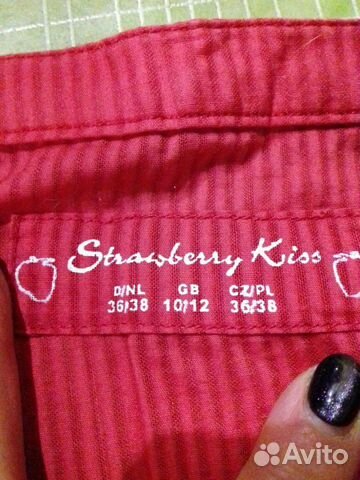 Strawberry Kiss
D/NL GB CZ/PL
36/38 10/12 36/38
Avito